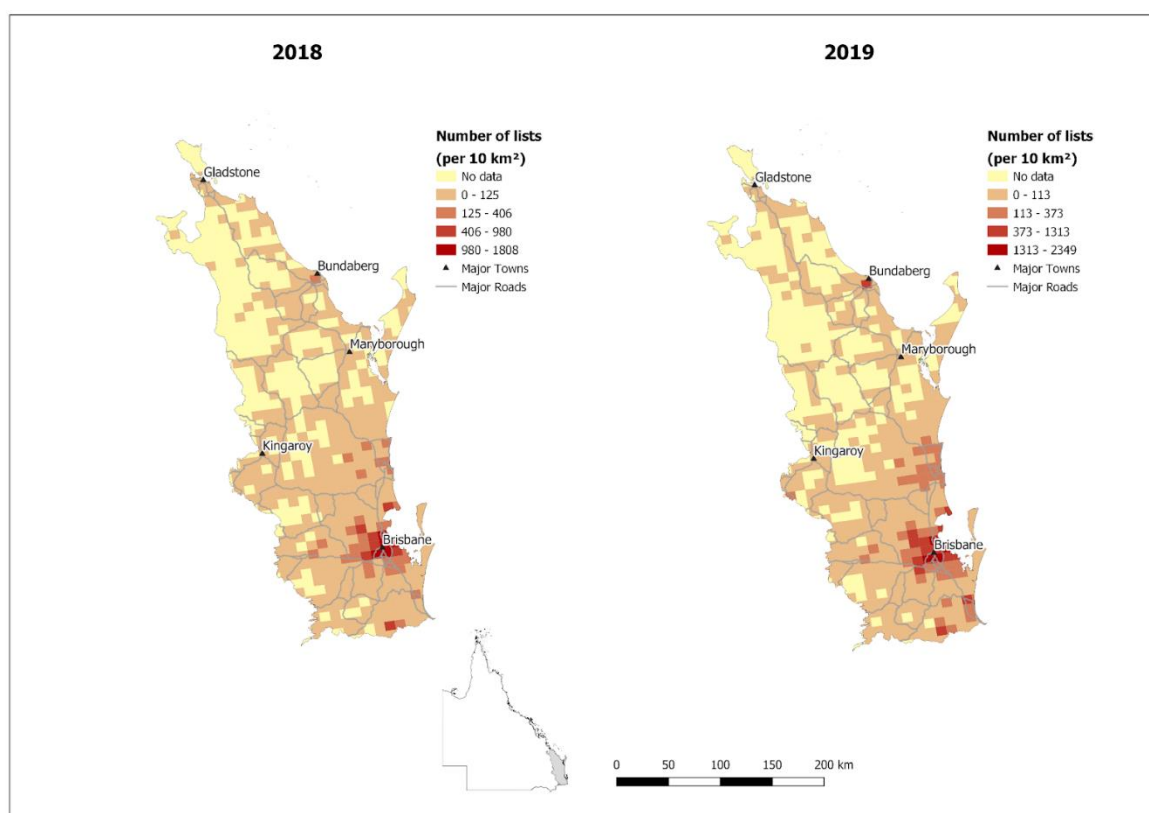 2018
2019
Number of lists
(per 10 km²)
No data
0 - 125
125 - 406
406 - 980
980 - 1808
Major Towns
Major Roads
Gladstone
Bundaberg
Maryborough
Kingaroy
Brisbane
Number of lists
(per 10 km²)
No data
0 - 113
113 - 373
373 - 1313
1313 - 2349
Major Towns
Major Roads
Gladstone
Bundaberg
Maryborough
Kingaroy
Brisbane
0 50 100 150 200 km